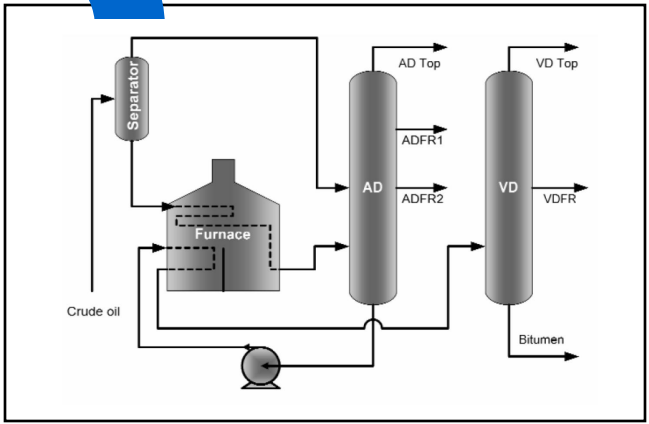 AD Top
VD Top
Separator
ADFR1
AD
ADFR2
VD
VDFR
Furnace
Crude oil
Bitumen